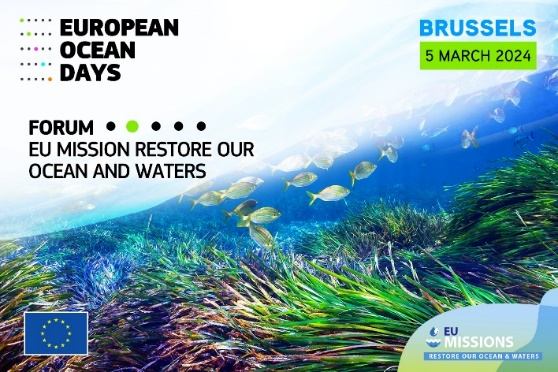 EUROPEAN
OCEAN
DAYS
BRUSSELS
5 MARCH 2024
FORUM
EU MISSION RESTORE OUR
OCEAN AND WATERS
EU
MISSIONS
RESTORE OUR OCEAN & WATERS